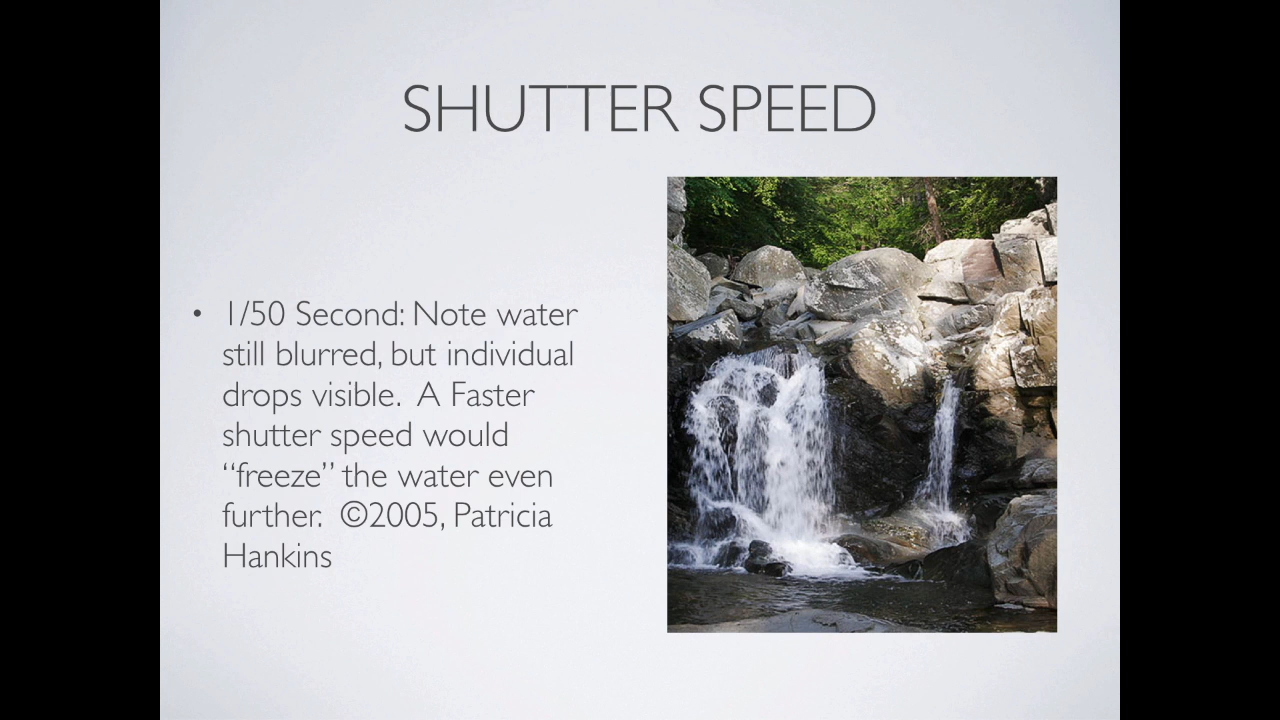 SHUTTER SPEED
• 1/50 Second: Note water
still blurred, but individual
drops visible.  A Faster
shutter speed would
“freeze” the water even
further.  ©2005, Patricia
Hankins